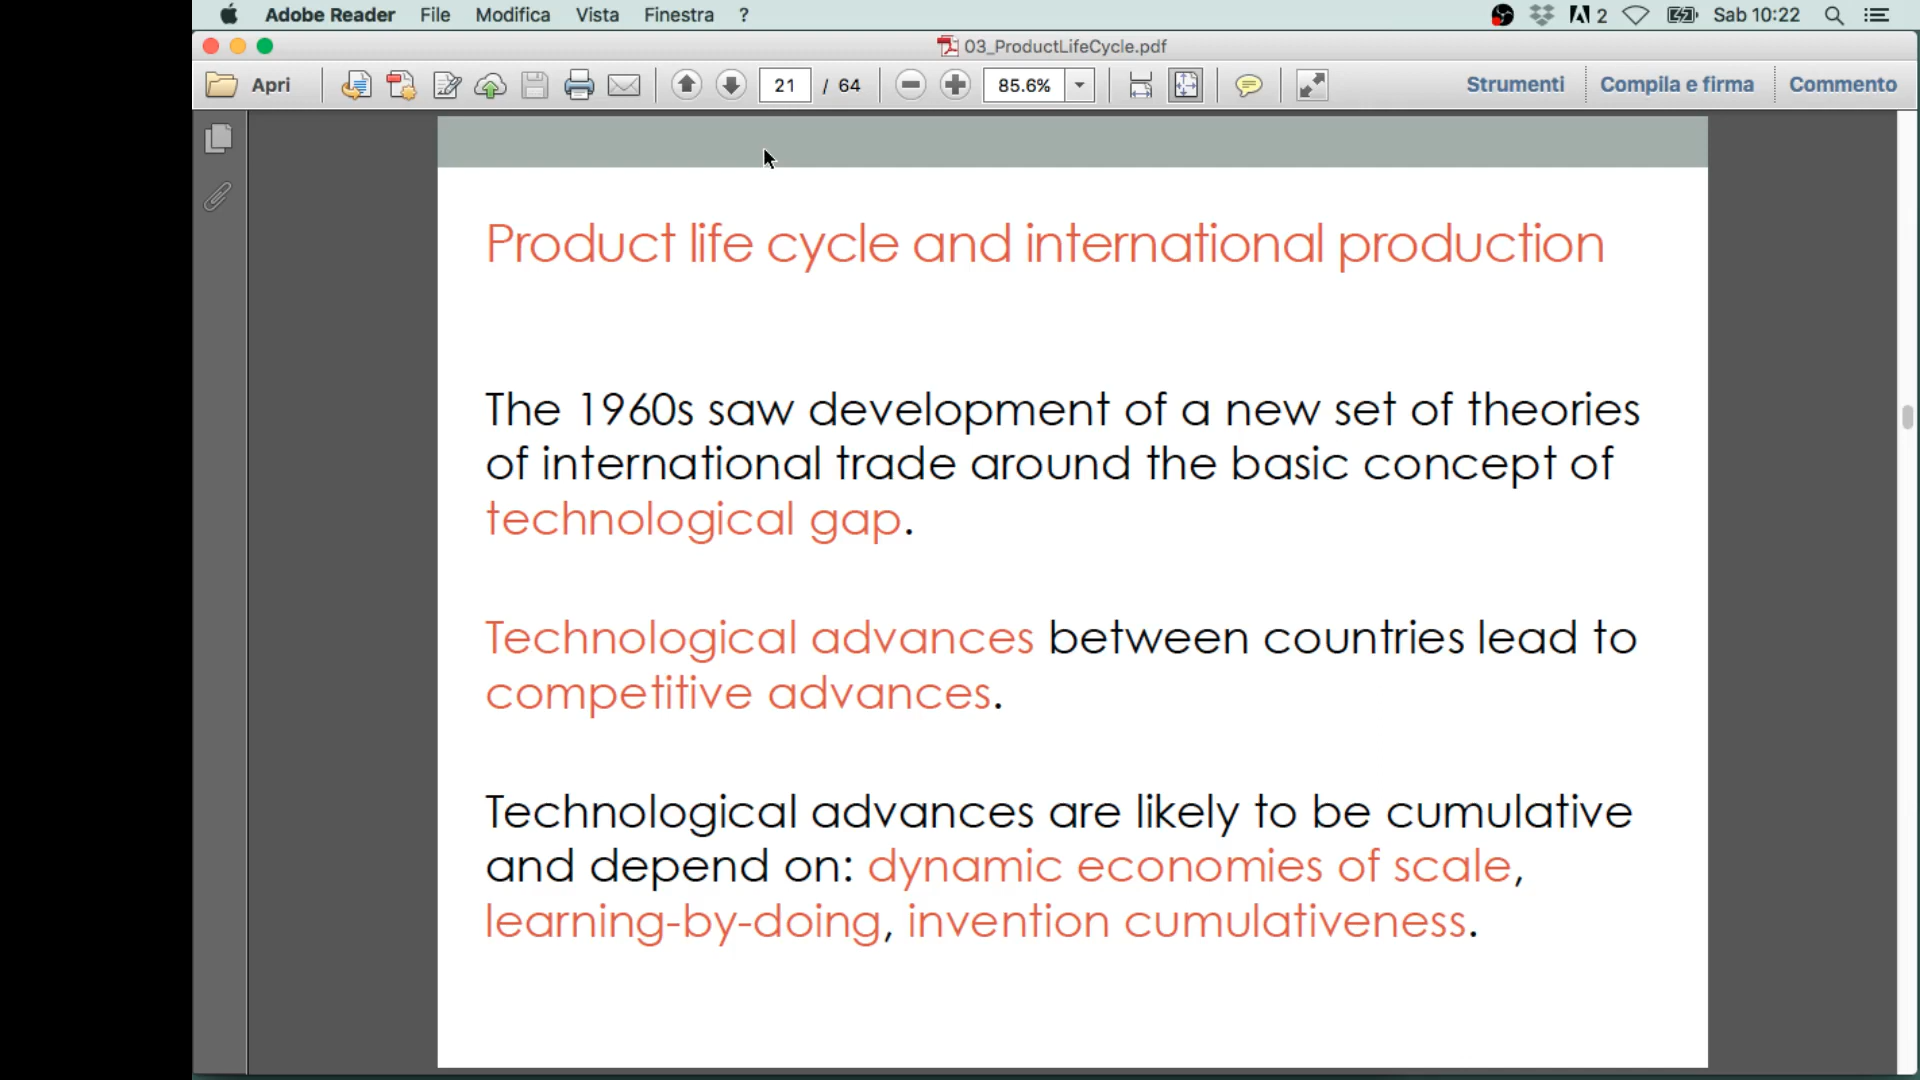 Adobe Reader File Modifica Vista Finestra ? 2 Sab 10:22
03_ProductLifeCycle.pdf
Apri 21 / 64 85.6% Strumenti Compila e firma Commento
Product life cycle and international production
The 1960s saw development of a new set of theories
of international trade around the basic concept of
technological gap.
Technological advances between countries lead to
competitive advances.
Technological advances are likely to be cumulative
and depend on: dynamic economies of scale,
learning-by-doing, invention cumulativeness.